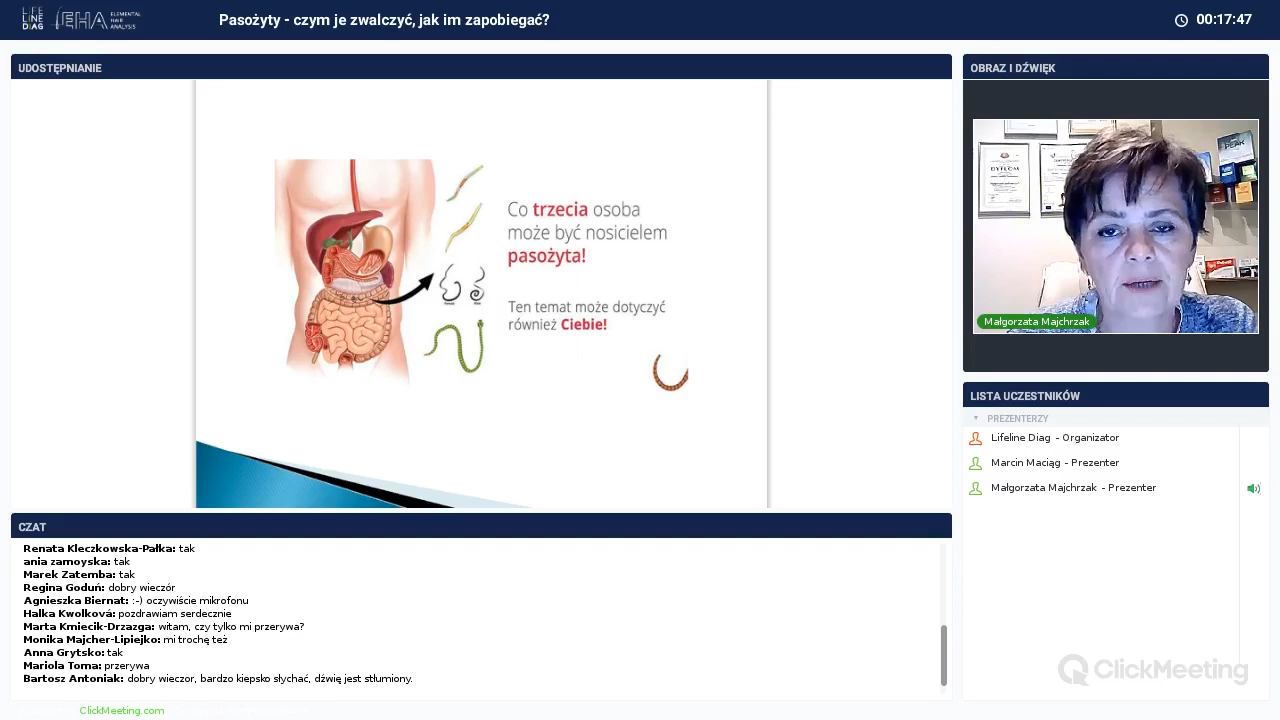 LIFE
LINE
DIAG
EHA
ELEMENTAL
HAIR
ANALYSIS
Pasożyty - czym je zwalczyć, jak im zapobiegać?
00:17:47
UDOSTĘPNIANIE
Co trzecia osoba
może być nosicielem
pasożyta!
Ten temat może dotyczyć
również Ciebie!
OBRAZ I DŹWIĘK
DYPLOM
PEAK
Małgorzata Majchrzak
LISTA UCZESTNIKÓW
PREZENTERZY
Lifeline Diag - Organizator
Marcin Maciąg - Prezenter
Małgorzata Majchrzak - Prezenter
CZAT
Renata Kleczkowska-Pałka: tak
ania zamoyska: tak
Marek Zatemba: tak
Regina Goduń: dobry wieczór
Agnieszka Biernat: :-) oczywiście mikrofonu
Halka Kwolková: pozdrawiam serdecznie
Marta Kmiecik-Drzazga: witam, czy tylko mi przerywa?
Monika Majcher-Lipiejko: mi trochę też
Anna Grytsko: tak
Mariola Toma: przerywa
Bartosz Antoniak: dobry wieczor, bardzo kiepsko słychać, dźwię jest stłumiony.
ClickMeeting
ClickMeeting.com